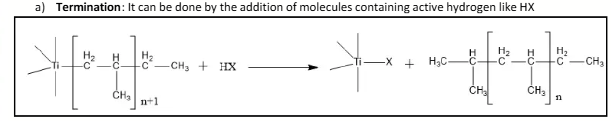 a) Termination: It can be done by the addition of molecules containing active hydrogen like HX
H₂ H H₂ H H₂ H H₂
Ti C C C CH₃ + HX Ti X + H₃C C C C C CH₃
CH₃ CH₃ CH₃
n+1 n